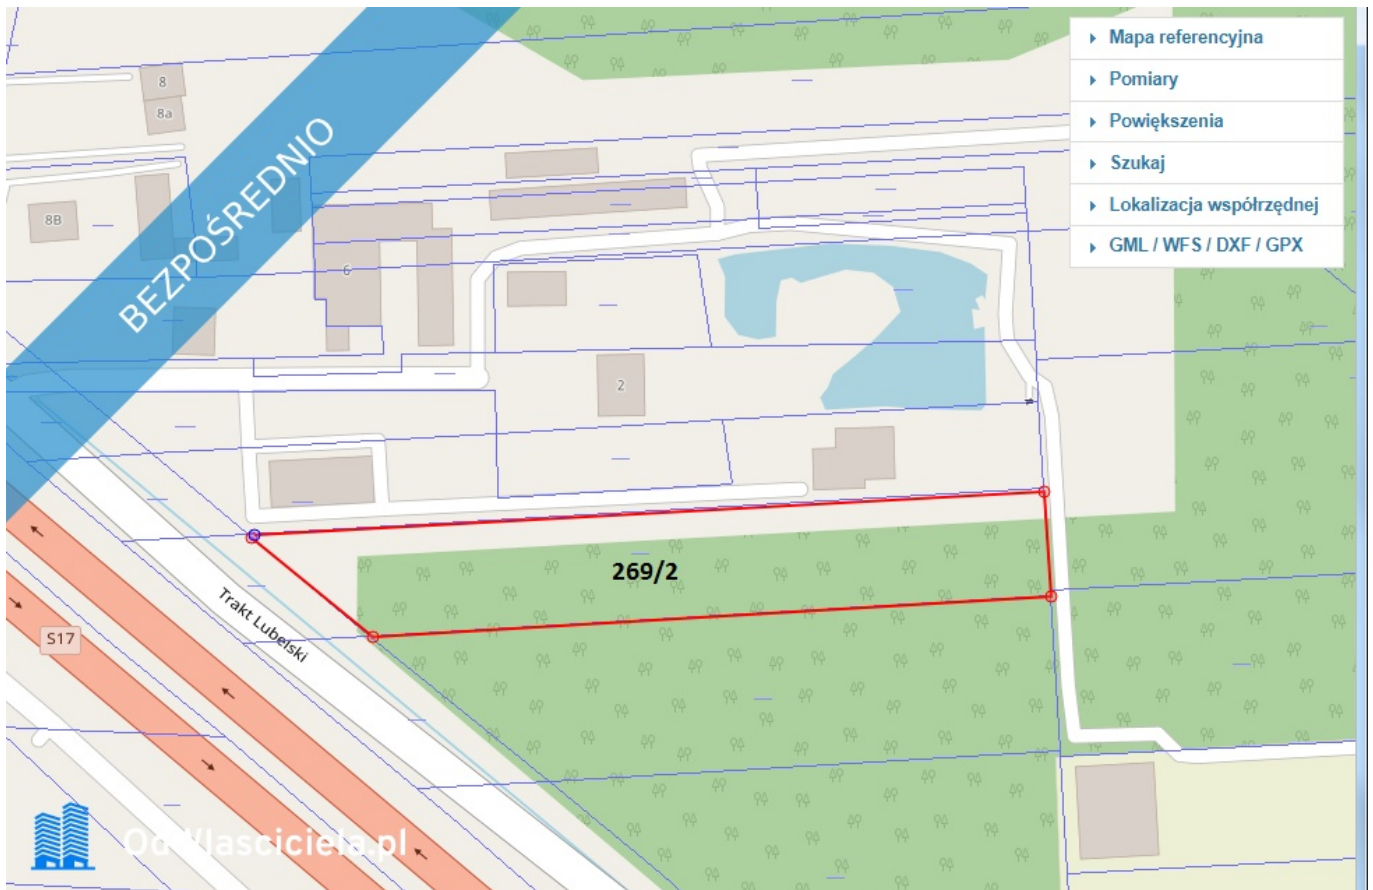 Mapa referencyjna
Pomiary
Powiększenia
Szukaj
Lokalizacja współrzędnej
GML / WFS / DXF / GPX
8
8a
BEZPOŚREDNIO
8B
6
2
269/2
Trakt Lubelski
S17
OdWlasciciela.pl